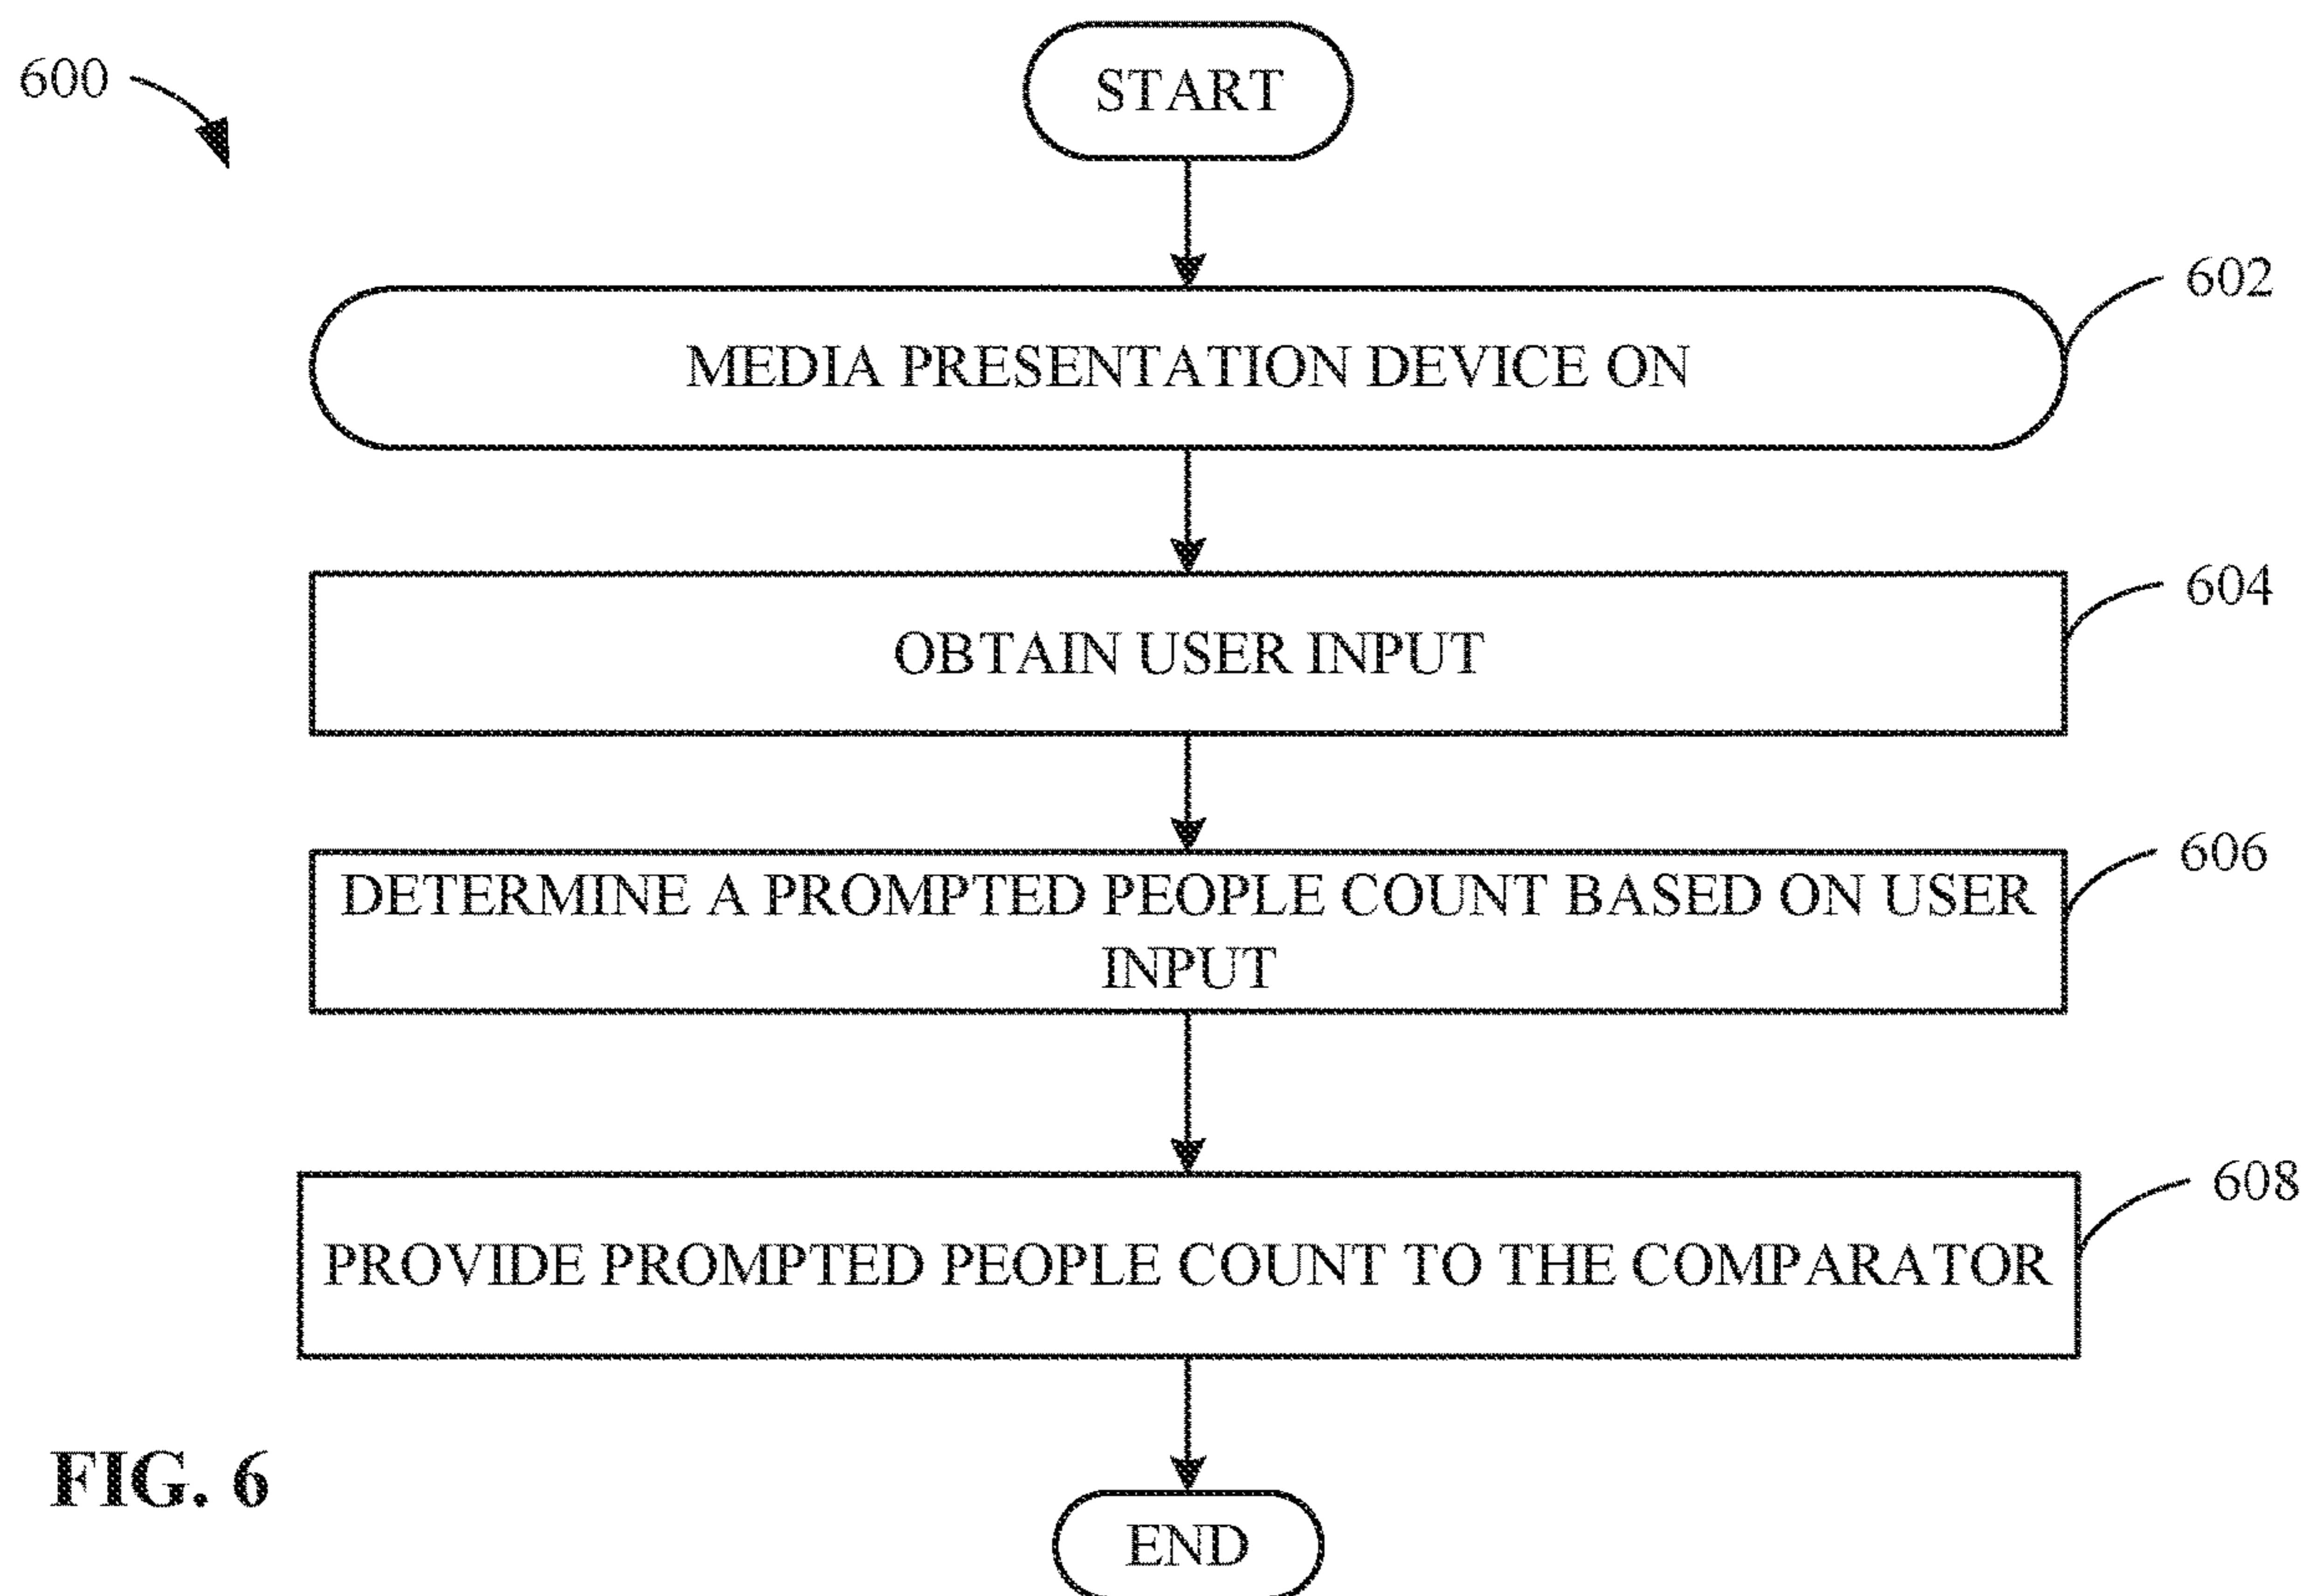 600
START
602
MEDIA PRESENTATION DEVICE ON
604
OBTAIN USER INPUT
606
DETERMINE A PROMPTED PEOPLE COUNT BASED ON USER
INPUT
608
PROVIDE PROMPTED PEOPLE COUNT TO THE COMPARATOR
FIG. 6
END